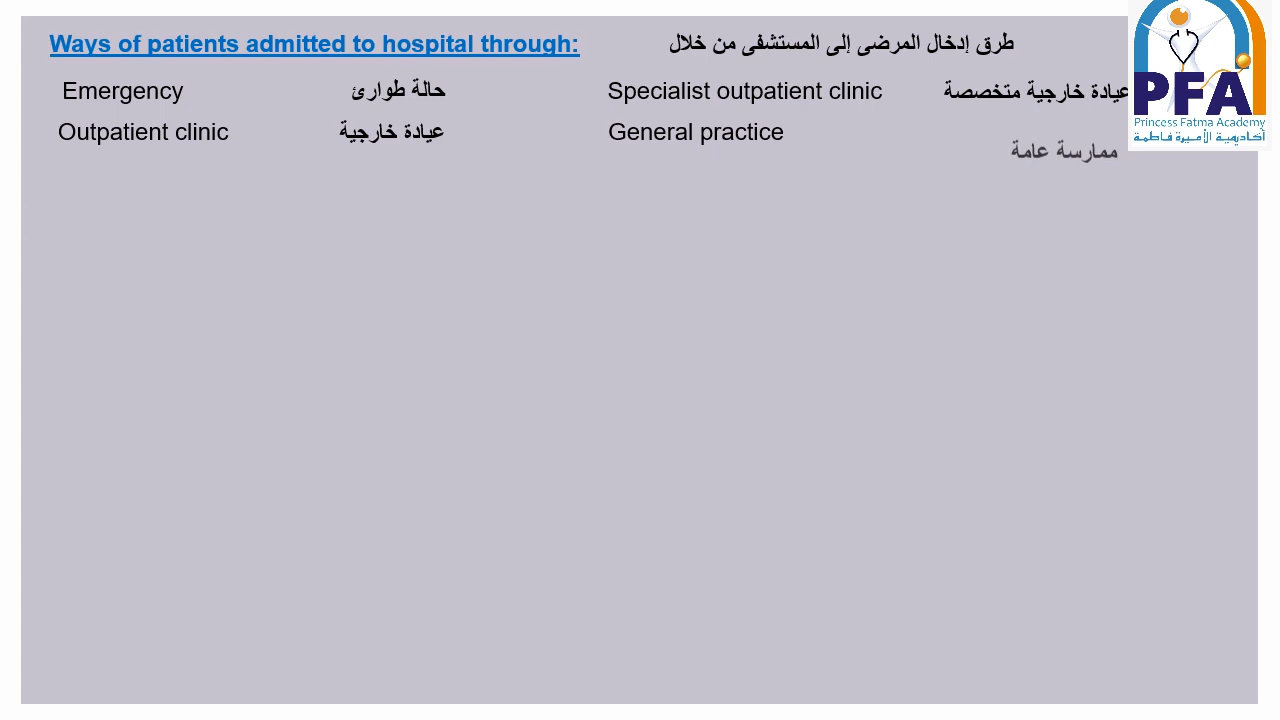 Ways of patients admitted to hospital through: طرق إدخال المرضى إلى المستشفى من خلال
Emergency حالة طوارئ Specialist outpatient clinic عيادة خارجية متخصصة
Outpatient clinic عيادة خارجية General practice
ممارسة عامة
PFA
Princess Fatma Academy
أكاديمية الأميرة فاطمة